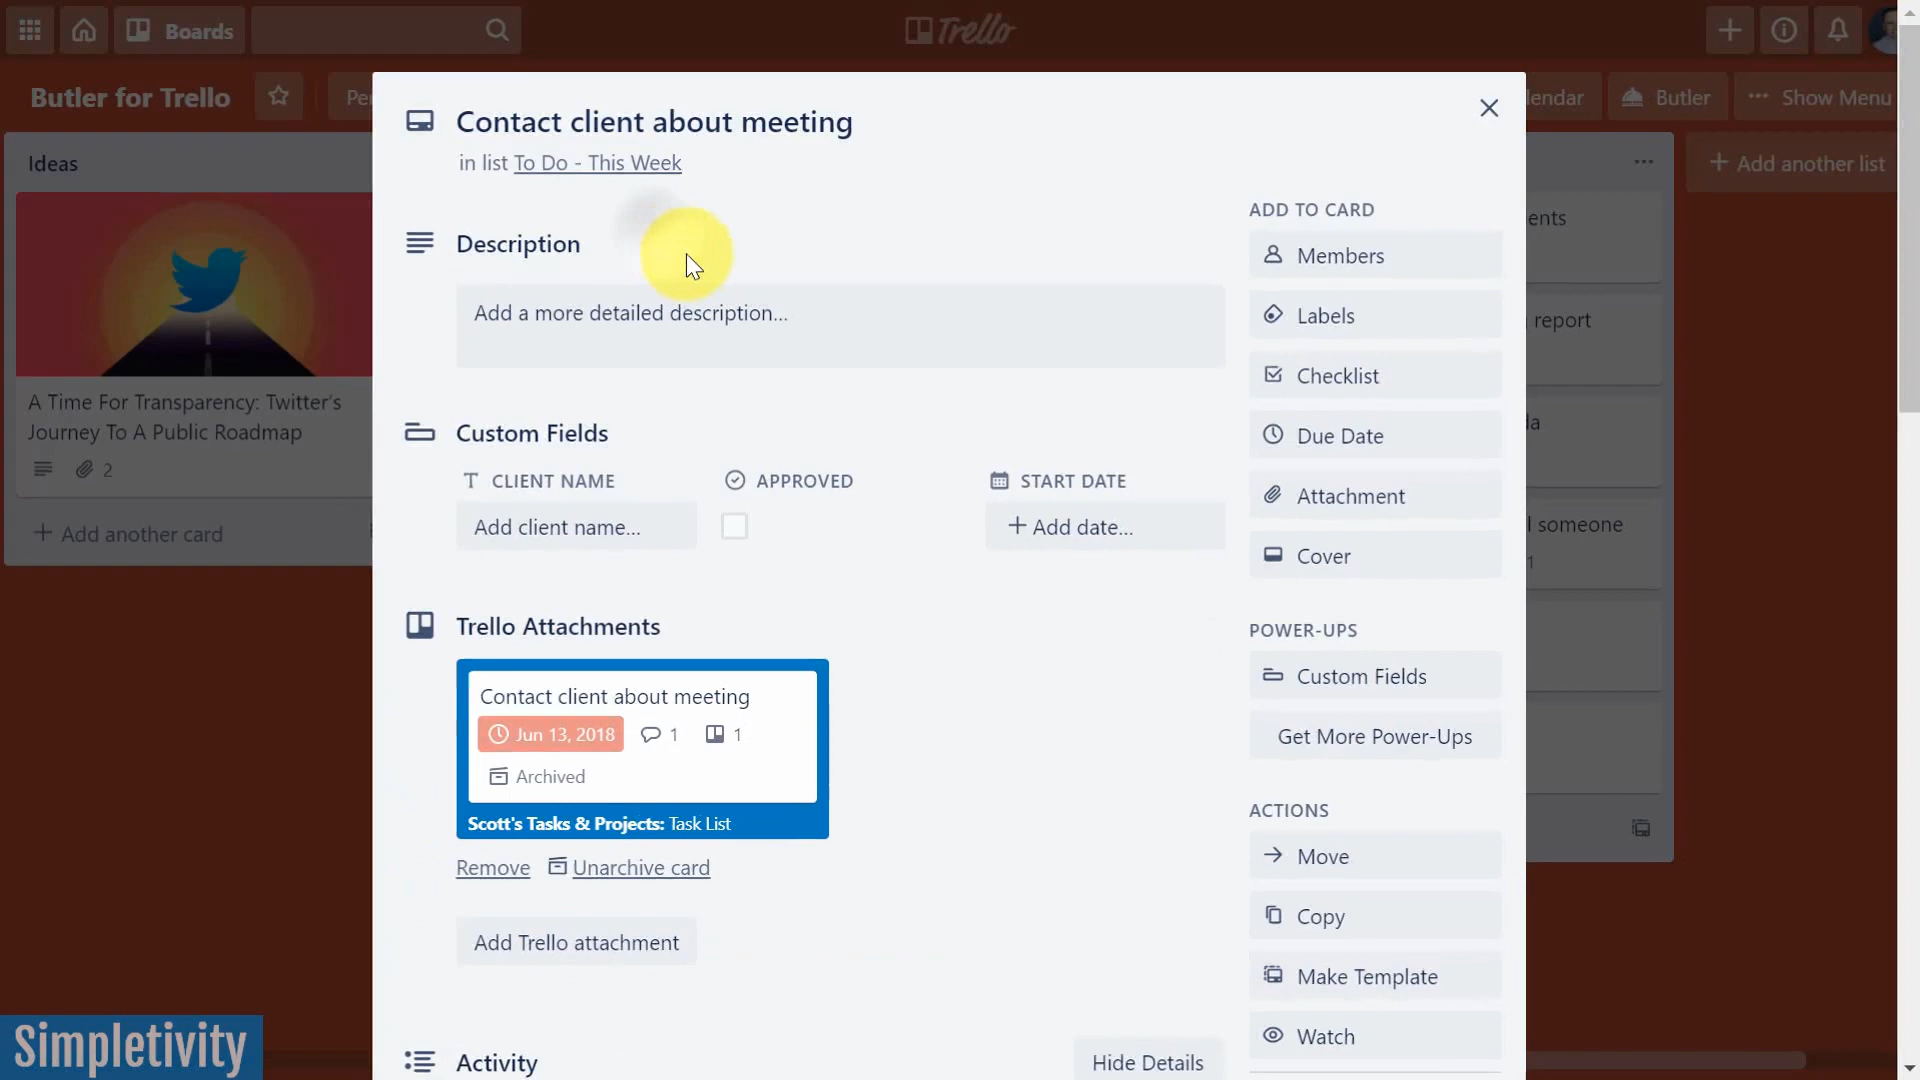 Boards
Trello
Butler for Trello
Pe
endar
Butler
Show Menu
Ideas
A Time For Transparency: Twitter's
Journey To A Public Roadmap
2
+ Add another card
Contact client about meeting
in list To Do - This Week
Description
Add a more detailed description...
Custom Fields
CLIENT NAME
APPROVED
START DATE
Add client name...
+ Add date...
Trello Attachments
Contact client about meeting
Jun 13, 2018
1
1
Archived
Scott's Tasks & Projects: Task List
Remove
Unarchive card
Add Trello attachment
Activity
Hide Details
ADD TO CARD
Members
Labels
Checklist
Due Date
Attachment
Cover
POWER-UPS
Custom Fields
Get More Power-Ups
ACTIONS
Move
Copy
Make Template
Watch
ents
report
da
l someone
1
+ Add another list
Simpletivity